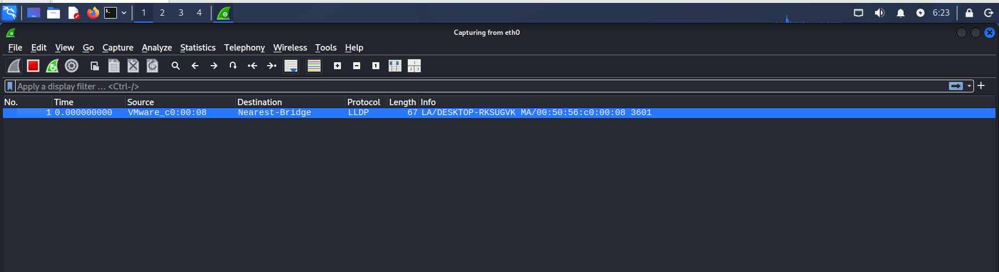 1 2 3 4 6:23
Capturing from eth0
File Edit View Go Capture Analyze Statistics Telephony Wireless Tools Help
Apply a display filter … <Ctrl-/>
No. Time Source Destination Protocol Length Info
1 0.000000000 VMware_c0:00:08 Nearest-Bridge LLDP 67 LA/DESKTOP-RKSUGVK MA/00:50:56:c0:00:08 3601